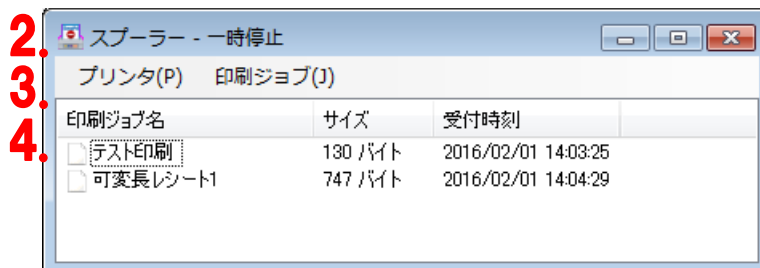 2. スプーラー - 一時停止
3. プリンタ(P) 印刷ジョブ(J)
4. 印刷ジョブ名 サイズ 受付時刻
テスト印刷 130 バイト 2016/02/01 14:03:25
可変長レシート1 747 バイト 2016/02/01 14:04:29